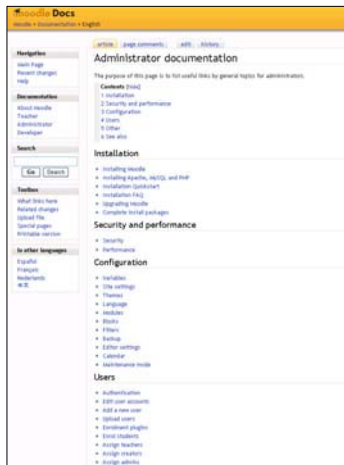 moodle Docs
moodle » Documentation » English
article page comments edit history
Navigation
Main Page
Recent changes
Help
Documentation
About Moodle
Teacher
Administrator
Developer
Search
Go Search
Toolbox
What links here
Related changes
Upload file
Special pages
Printable version
In other languages
Español
Français
Nederlands
Administrator documentation
The purpose of this page is to list useful links by general topics for administrators.
Contents [hide]
1 Installation
2 Security and performance
3 Configuration
4 Users
5 Other
6 See also
Installation
Installing Moodle
Installing Apache, MySQL and PHP
Installation Quickstart
Installation FAQ
Upgrading Moodle
Complete install packages
Security and performance
Security
Performance
Configuration
Variables
Site settings
Themes
Language
Modules
Blocks
Filters
Backup
Editor settings
Calendar
Maintenance mode
Users
Authentication
Edit user accounts
Add a new user
Upload users
Enrolment plugins
Enrol students
Assign teachers
Assign creators
Assign admins